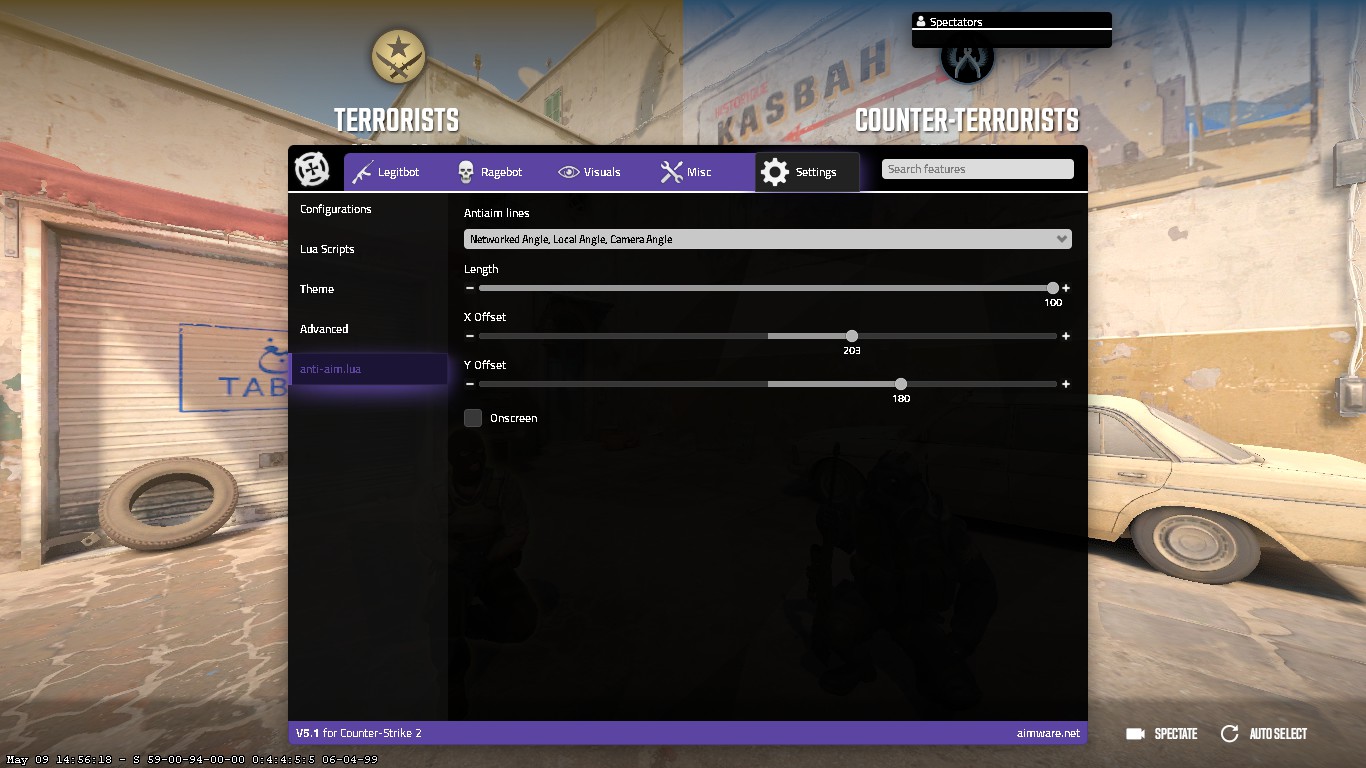 Spectators
TERRORISTS
COUNTER-TERRORISTS
HISTORIQUE
KASBAH
Legitbot
Ragebot
Visuals
Misc
Settings
Search features
Configurations
Lua Scripts
Theme
Advanced
anti-aim.lua
Antiaim lines
Networked Angle, Local Angle, Camera Angle
Length
100
X Offset
203
Y Offset
180
Onscreen
TAB
V5.1 for Counter-Strike 2
aimware.net
SPECTATE
AUTO SELECT
May 09 14:56:18 - S 59-00-94-00-00 0:4:4:5:5 06-04-99